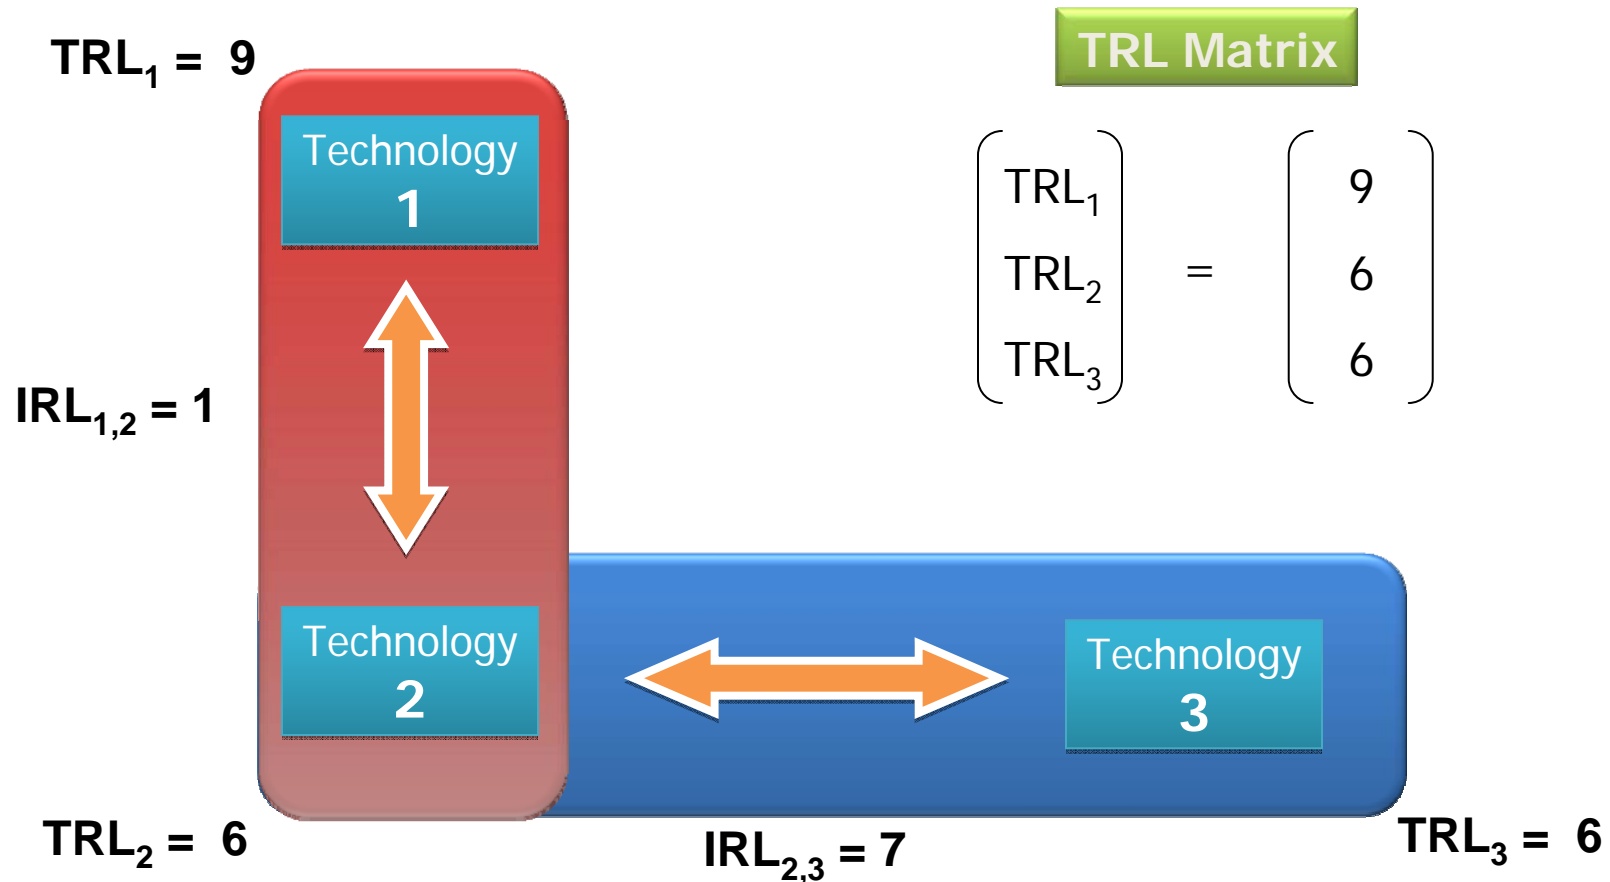 TRL₁ = 9
TRL Matrix
Technology
1
TRL₁
TRL₂
TRL₃
=
9
6
6
IRL₁,₂ = 1
Technology
2
Technology
3
TRL₂ = 6
IRL₂,₃ = 7
TRL₃ = 6